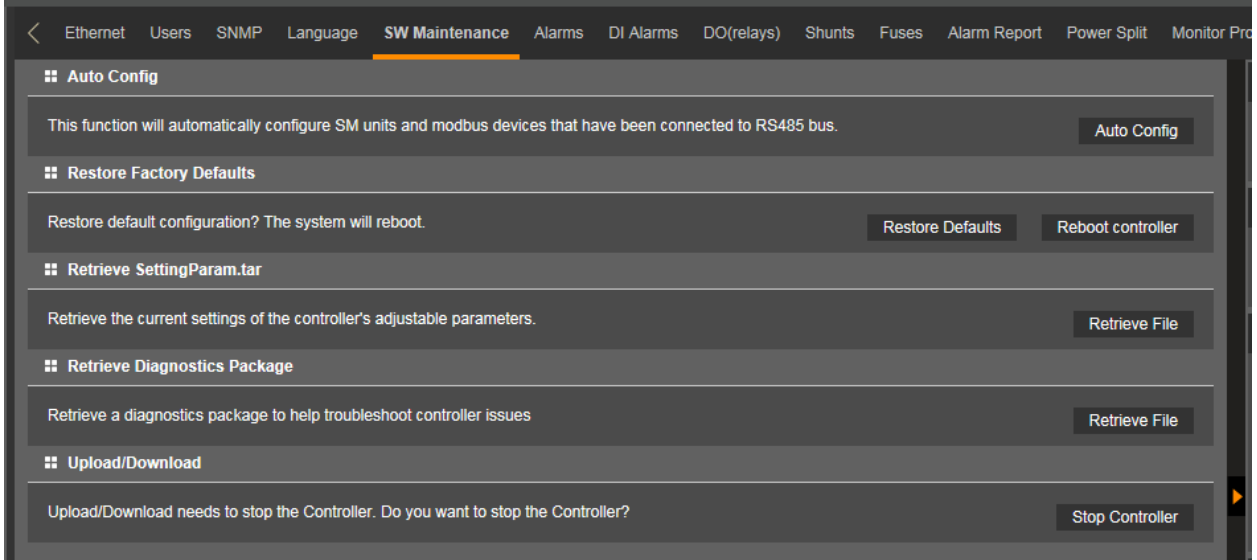 Ethernet Users SNMP Language SW Maintenance Alarms DI Alarms DO(relays) Shunts Fuses Alarm Report Power Split Monitor Pro
Auto Config
This function will automatically configure SM units and modbus devices that have been connected to RS485 bus.
Auto Config
Restore Factory Defaults
Restore default configuration? The system will reboot.
Restore Defaults Reboot controller
Retrieve SettingParam.tar
Retrieve the current settings of the controller's adjustable parameters.
Retrieve File
Retrieve Diagnostics Package
Retrieve a diagnostics package to help troubleshoot controller issues
Retrieve File
Upload/Download
Upload/Download needs to stop the Controller. Do you want to stop the Controller?
Stop Controller